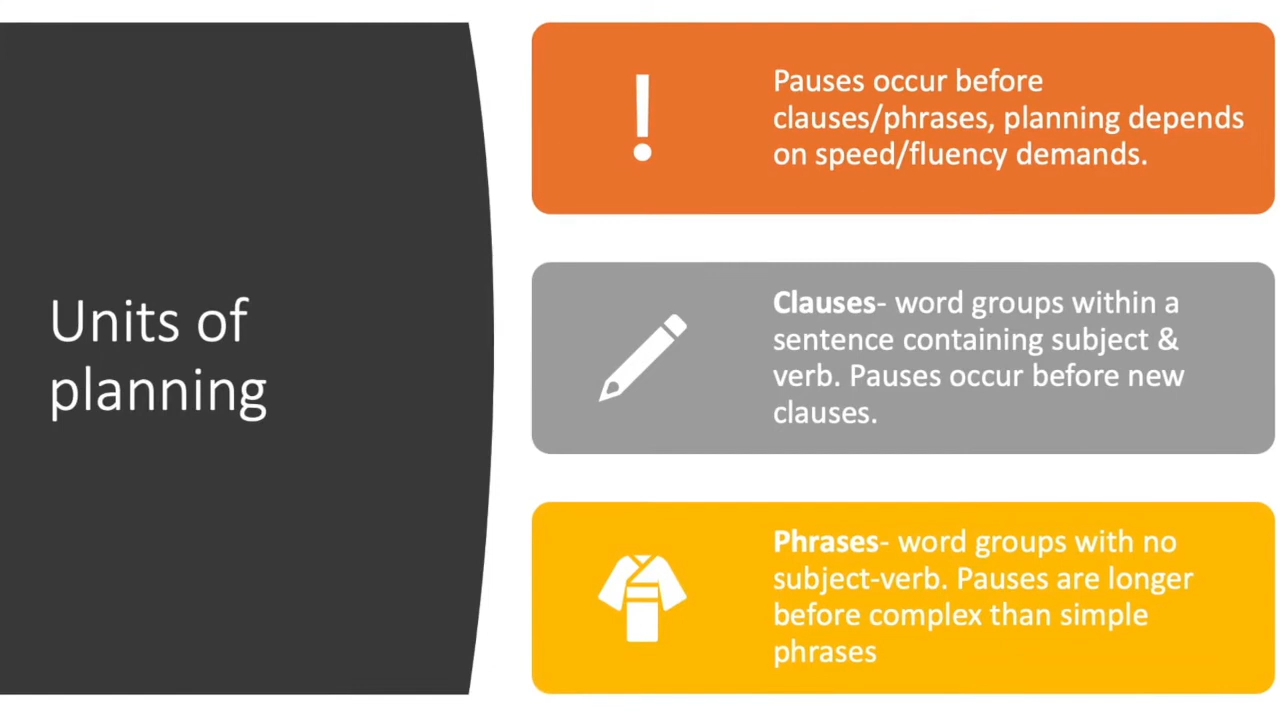 Units of
planning
Pauses occur before
clauses/phrases, planning depends
on speed/fluency demands.
Clauses- word groups within a
sentence containing subject &
verb. Pauses occur before new
clauses.
Phrases- word groups with no
subject-verb. Pauses are longer
before complex than simple
phrases